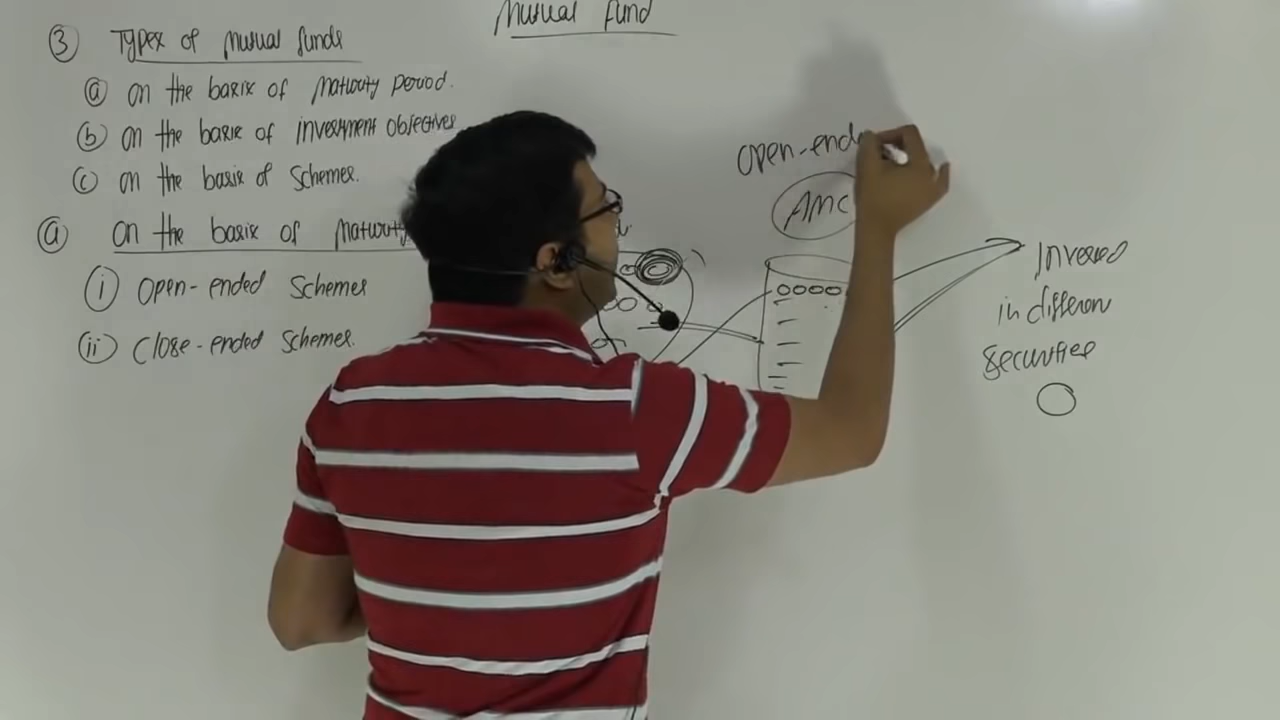 Mutual Fund
③ Types of Mutual funds
ⓐ on the basis of Maturity period.
ⓑ on the basis of investment objectives
ⓒ on the basis of Schemes.
ⓐ on the basis of Maturity
(i) Open-ended Schemes
(ii) Close-ended Schemes.
Open-ende
AMC
Invested
in different
Securities